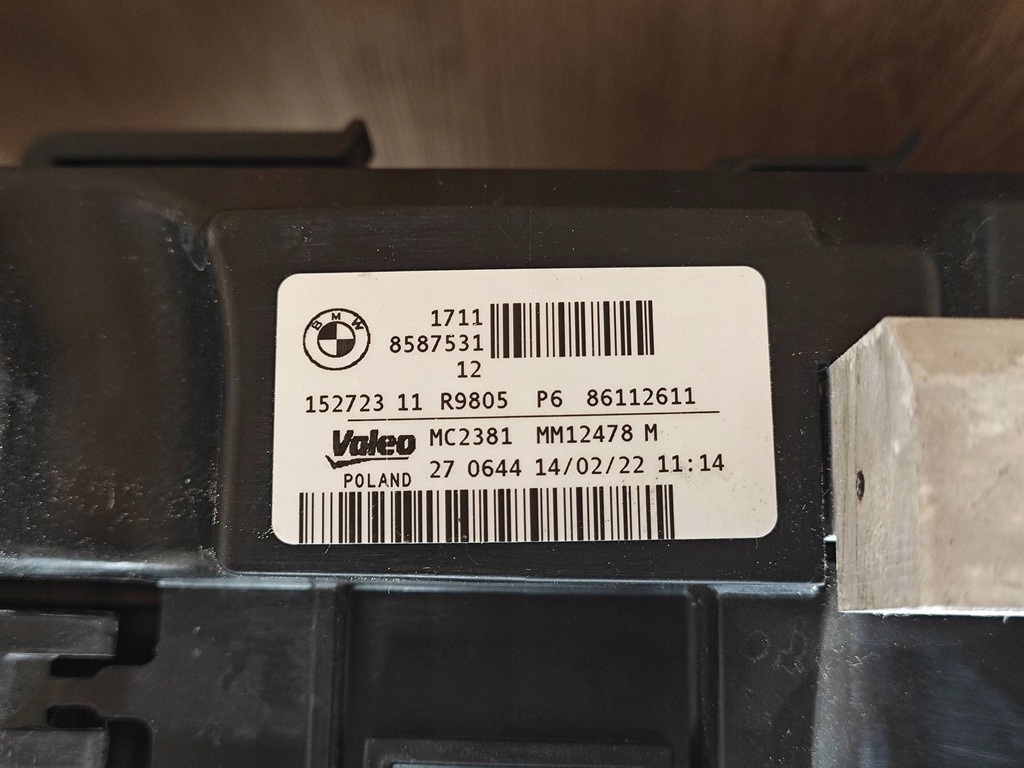 BMW
1711
8587531
12
152723 11 R9805 P6 86112611
Valeo MC2381 MM12478 M
POLAND 27 0644 14/02/22 11:14